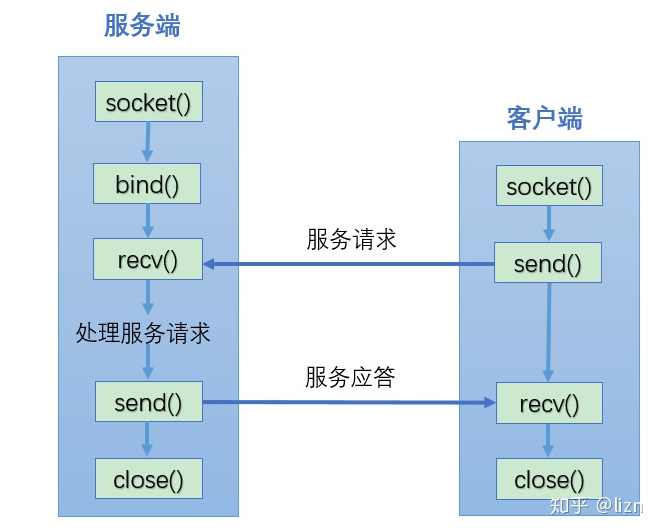 服务端
socket()
bind()
recv()
处理服务请求
send()
close()
服务请求
服务应答
客户端
socket()
send()
recv()
close()
知乎 @lizn